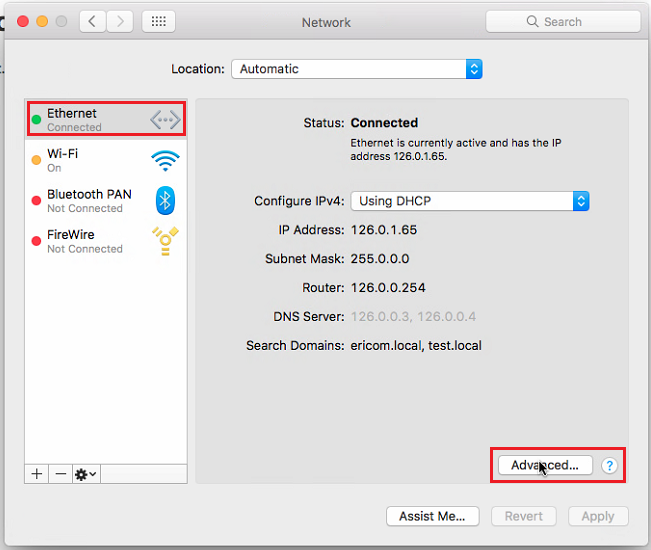 Network
Search
Location: Automatic
Ethernet
Connected
Wi-Fi
On
Bluetooth PAN
Not Connected
FireWire
Not Connected
Status: Connected
Ethernet is currently active and has the IP
address 126.0.1.65.
Configure IPv4: Using DHCP
IP Address: 126.0.1.65
Subnet Mask: 255.0.0.0
Router: 126.0.0.254
DNS Server: 126.0.0.3, 126.0.0.4
Search Domains: ericom.local, test.local
Advanced... ?
Assist Me... Revert Apply